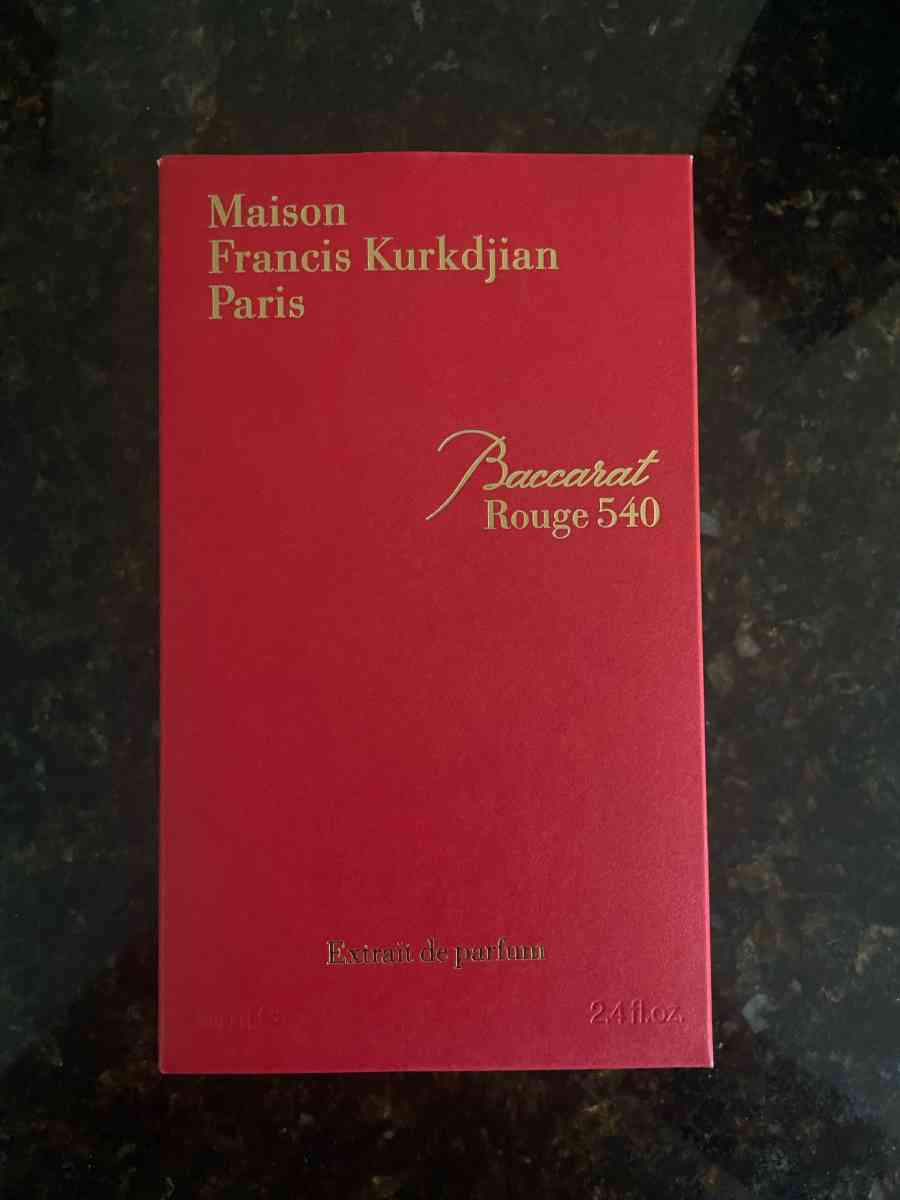 Maison
Francis Kurkdjian
Paris
Baccarat
Rouge 540
Extrait de parfum
2.4 fl.oz.